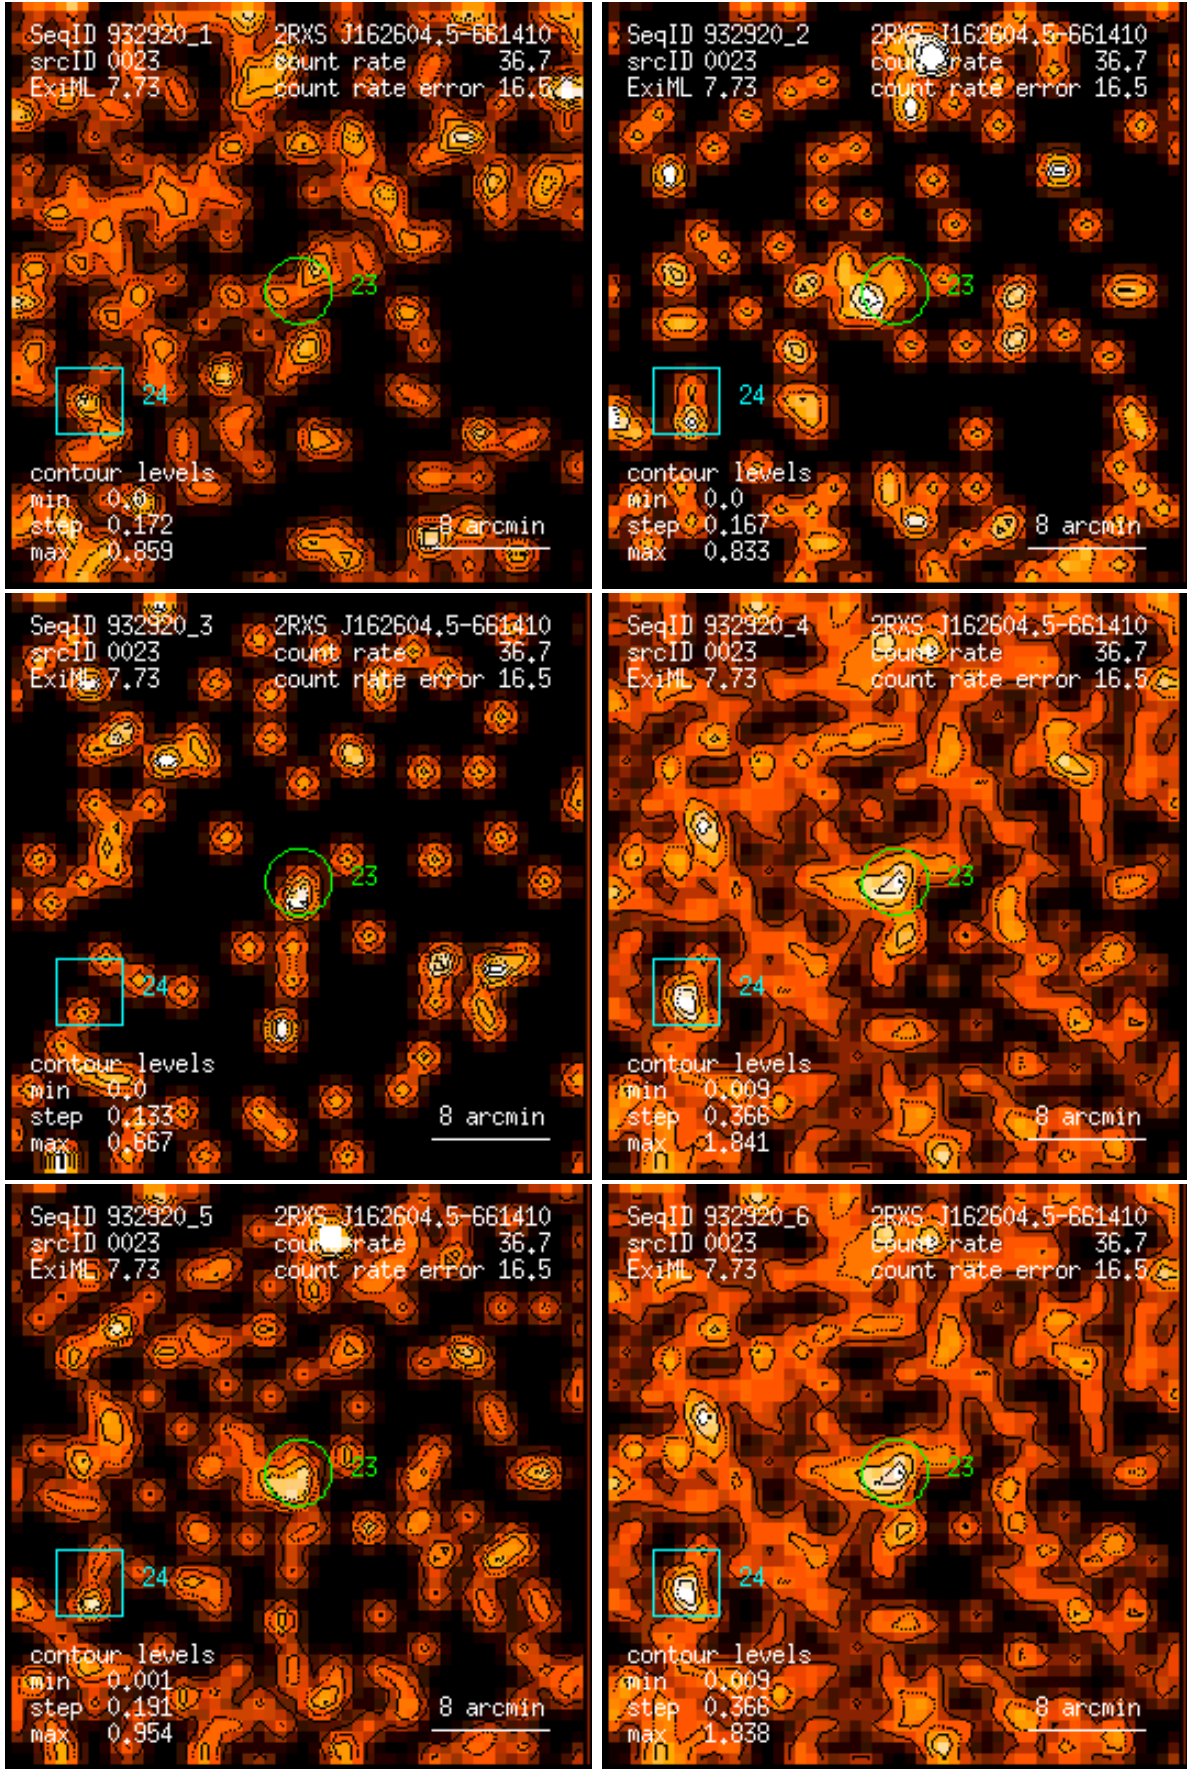 SeqID 932920_1 2RXS J162604.5-661410
srcID 0023 count rate 36.7
ExiML 7.73 count rate error 16.5
23
24
contour levels
min 0.0
step 0.172 8 arcmin
max 0.859
SeqID 932920_2 2RXS J162604.5-661410
srcID 0023 count rate 36.7
ExiML 7.73 count rate error 16.5
23
24
contour levels
min 0.0
step 0.167 8 arcmin
max 0.833
SeqID 932920_3 2RXS J162604.5-661410
srcID 0023 count rate 36.7
ExiML 7.73 count rate error 16.5
23
24
contour levels
min 0.0
step 0.133 8 arcmin
max 0.667
SeqID 932920_4 2RXS J162604.5-661410
srcID 0023 count rate 36.7
ExiML 7.73 count rate error 16.5
23
24
contour levels
min 0.009
step 0.366 8 arcmin
max 1.841
SeqID 932920_5 2RXS J162604.5-661410
srcID 0023 count rate 36.7
ExiML 7.73 count rate error 16.5
23
24
contour levels
min 0.001
step 0.191 8 arcmin
max 0.954
SeqID 932920_6 2RXS J162604.5-661410
srcID 0023 count rate 36.7
ExiML 7.73 count rate error 16.5
23
24
contour levels
min 0.009
step 0.366 8 arcmin
max 1.838